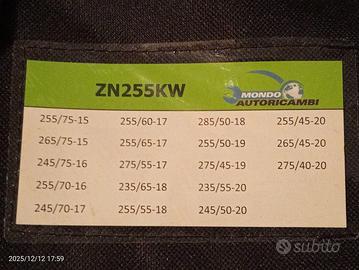 ZN255KW
MONDO
AUTORICAMBI
255/75-15 255/60-17 285/50-18 255/45-20
265/75-15 235/65-17 255/50-19 265/45-20
245/75-16 275/55-17 275/45-19 275/40-20
255/70-16 235/65-18 235/55-20
245/70-17 255/55-18 245/50-20
2025/12/12 17:59
subito